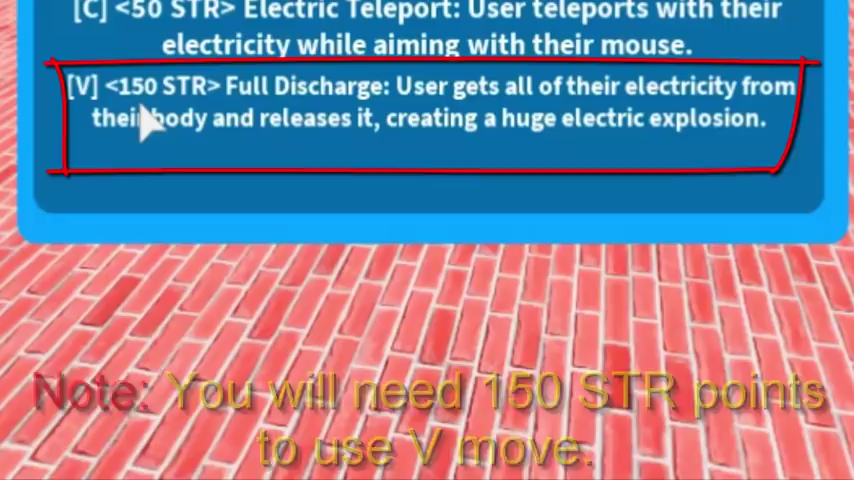 [C] <50 STR> Electric Teleport: User teleports with their
electricity while aiming with their mouse.
[V] <150 STR> Full Discharge: User gets all of their electricity from
their body and releases it, creating a huge electric explosion.
Note: You will need 150 STR points
to use V move.